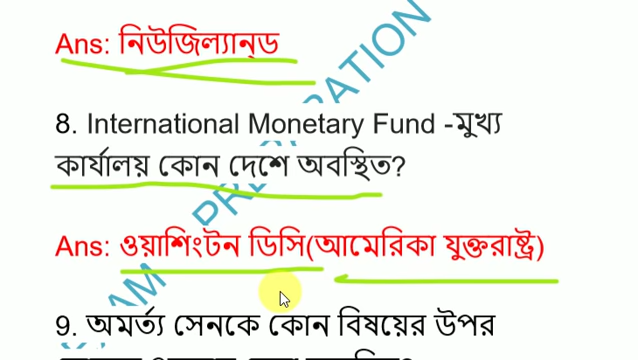 Ans: নিউজিল্যান্ড
8. International Monetary Fund -মুখ্য
কার্যালয় কোন দেশে অবস্থিত?
Ans: ওয়াশিংটন ডিসি(আমেরিকা যুক্তরাষ্ট্র)
9. অমর্ত্য সেনকে কোন বিষয়ের উপর